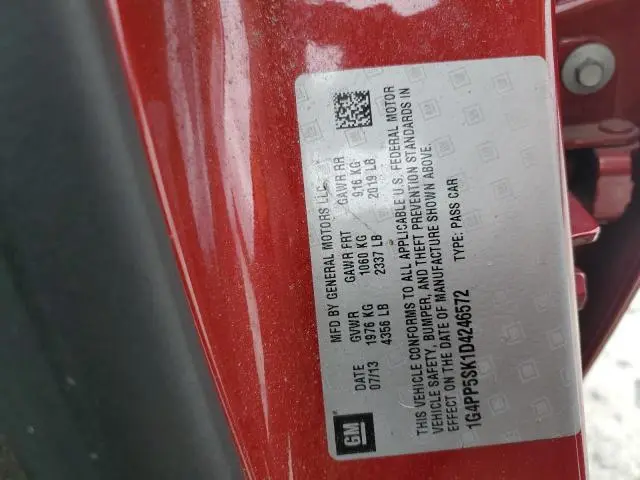 GM
MFD BY GENERAL MOTORS LLC
DATE GVWR GAWR FRT GAWR RR
07/13 1976 KG 1060 KG 916 KG
4356 LB 2337 LB 2019 LB
THIS VEHICLE CONFORMS TO ALL APPLICABLE U.S. FEDERAL MOTOR
VEHICLE SAFETY, BUMPER, AND THEFT PREVENTION STANDARDS IN
EFFECT ON THE DATE OF MANUFACTURE SHOWN ABOVE.
1G4PP5SK1D4246572 TYPE: PASS CAR